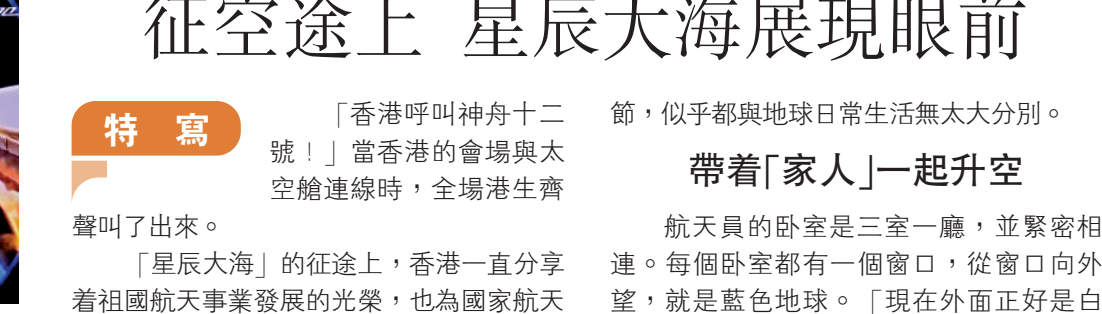 征空途上 星辰大海展現眼前
特寫
「香港呼叫神舟十二
號！」當香港的會場與太
空艙連線時，全場港生齊
聲叫了出來。
「星辰大海」的征途上，香港一直分享
着祖國航天事業發展的光榮，也為國家航天
節，似乎都與地球日常生活無太大分別。
帶着「家人」一起升空
航天員的卧室是三室一廳，並緊密相
連。每個卧室都有一個窗口，從窗口向外
望，就是藍色地球。「現在外面正好是白